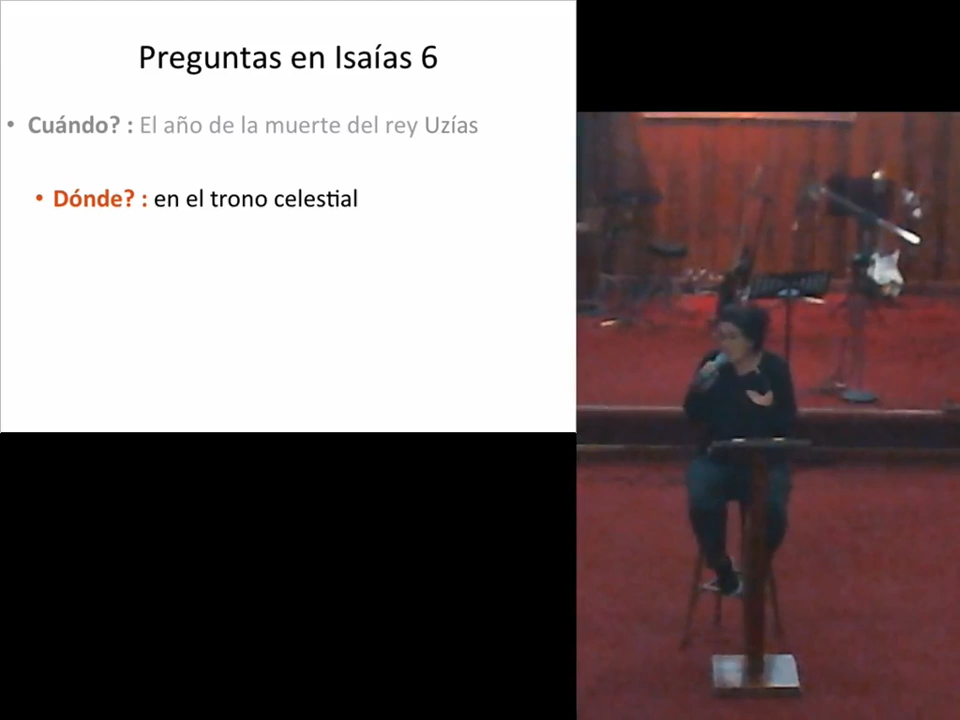 Preguntas en Isaías 6
• Cuándo? : El año de la muerte del rey Uzías
• Dónde? : en el trono celestial